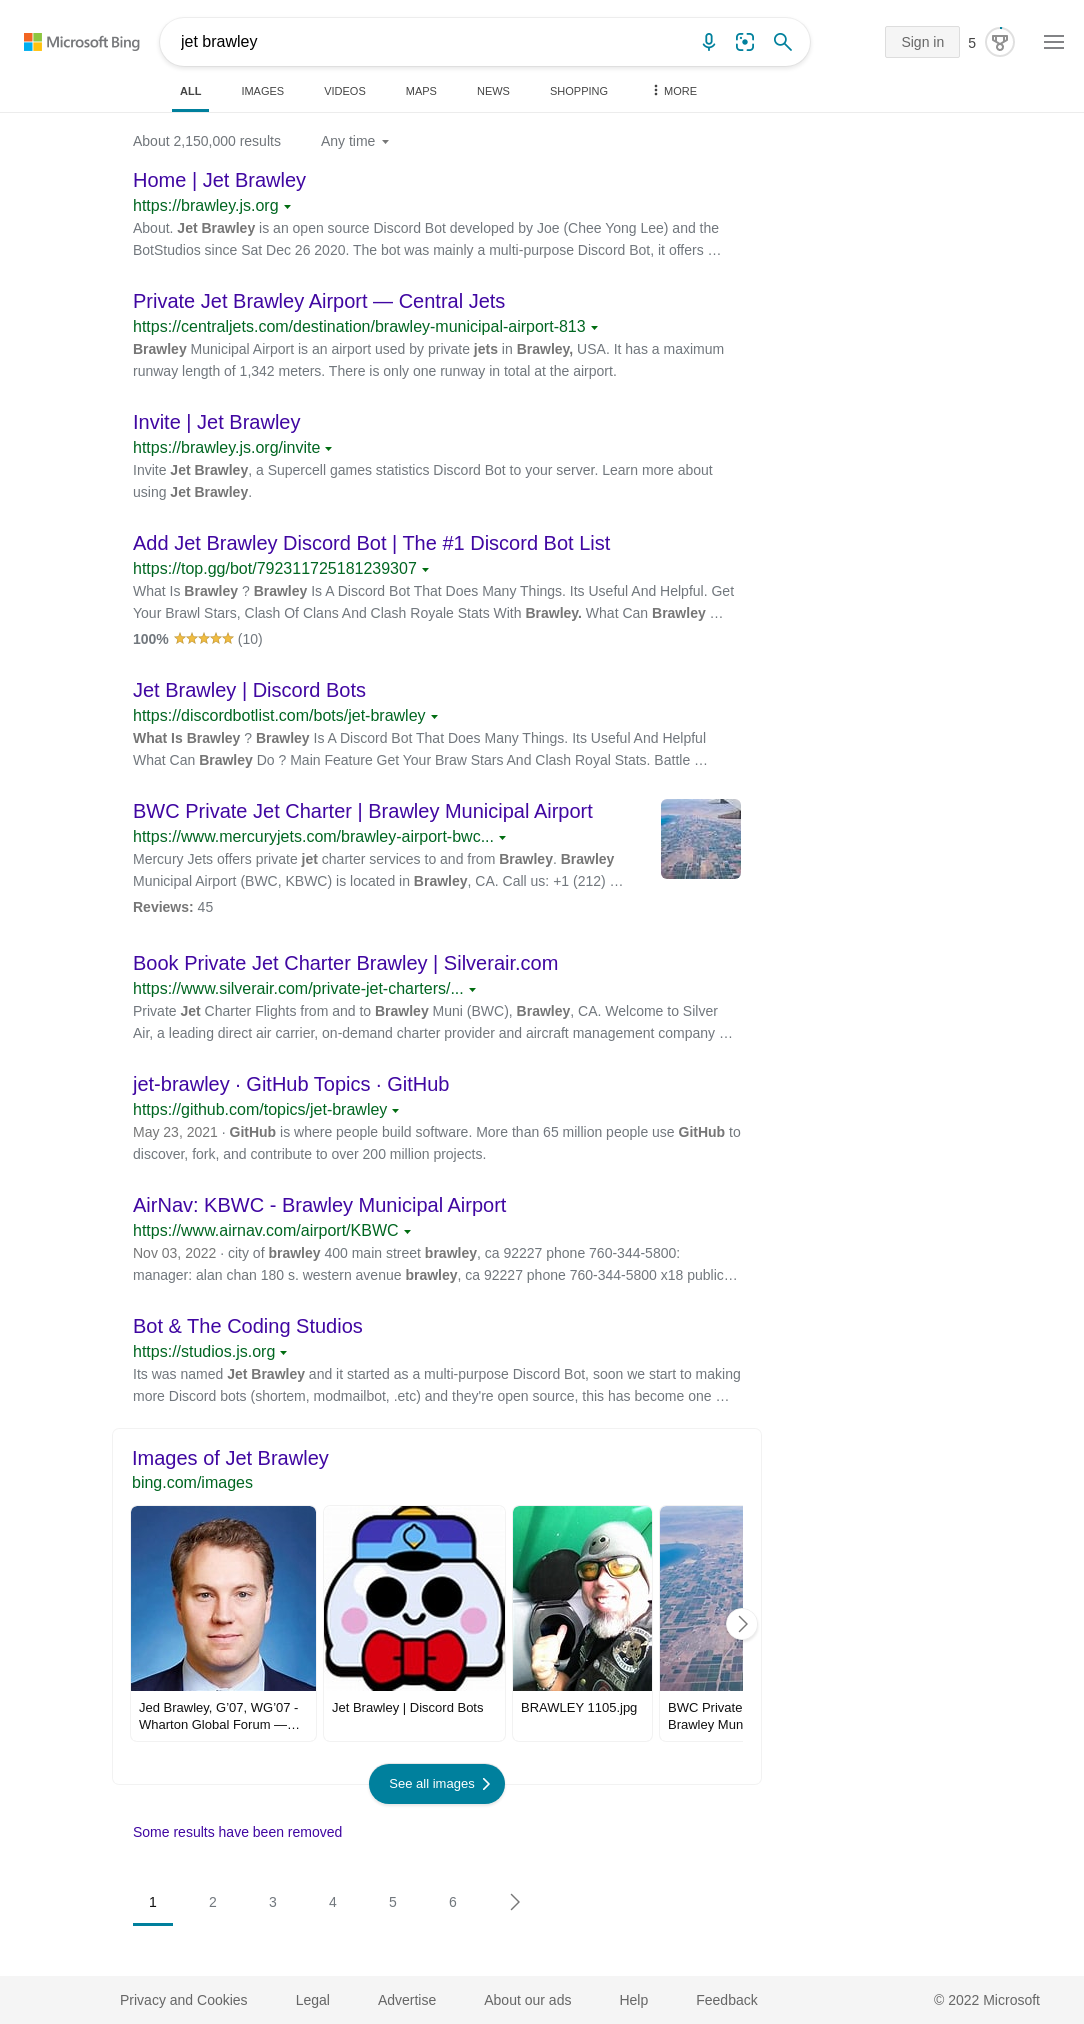 Microsoft Bing
jet brawley
Sign in
5
ALL
IMAGES
VIDEOS
MAPS
NEWS
SHOPPING
MORE
About 2,150,000 results
Any time
Home | Jet Brawley
https://brawley.js.org
About. Jet Brawley is an open source Discord Bot developed by Joe (Chee Yong Lee) and the
BotStudios since Sat Dec 26 2020. The bot was mainly a multi-purpose Discord Bot, it offers …
Private Jet Brawley Airport — Central Jets
https://centraljets.com/destination/brawley-municipal-airport-813
Brawley Municipal Airport is an airport used by private jets in Brawley, USA. It has a maximum
runway length of 1,342 meters. There is only one runway in total at the airport.
Invite | Jet Brawley
https://brawley.js.org/invite
Invite Jet Brawley, a Supercell games statistics Discord Bot to your server. Learn more about
using Jet Brawley.
Add Jet Brawley Discord Bot | The #1 Discord Bot List
https://top.gg/bot/792311725181239307
What Is Brawley ? Brawley Is A Discord Bot That Does Many Things. Its Useful And Helpful. Get
Your Brawl Stars, Clash Of Clans And Clash Royale Stats With Brawley. What Can Brawley …
100% (10)
Jet Brawley | Discord Bots
https://discordbotlist.com/bots/jet-brawley
What Is Brawley ? Brawley Is A Discord Bot That Does Many Things. Its Useful And Helpful
What Can Brawley Do ? Main Feature Get Your Braw Stars And Clash Royal Stats. Battle …
BWC Private Jet Charter | Brawley Municipal Airport
https://www.mercuryjets.com/brawley-airport-bwc...
Mercury Jets offers private jet charter services to and from Brawley. Brawley
Municipal Airport (BWC, KBWC) is located in Brawley, CA. Call us: +1 (212) …
Reviews: 45
Book Private Jet Charter Brawley | Silverair.com
https://www.silverair.com/private-jet-charters/...
Private Jet Charter Flights from and to Brawley Muni (BWC), Brawley, CA. Welcome to Silver
Air, a leading direct air carrier, on-demand charter provider and aircraft management company …
jet-brawley · GitHub Topics · GitHub
https://github.com/topics/jet-brawley
May 23, 2021 · GitHub is where people build software. More than 65 million people use GitHub to
discover, fork, and contribute to over 200 million projects.
AirNav: KBWC - Brawley Municipal Airport
https://www.airnav.com/airport/KBWC
Nov 03, 2022 · city of brawley 400 main street brawley, ca 92227 phone 760-344-5800:
manager: alan chan 180 s. western avenue brawley, ca 92227 phone 760-344-5800 x18 public…
Bot & The Coding Studios
https://studios.js.org
Its was named Jet Brawley and it started as a multi-purpose Discord Bot, soon we start to making
more Discord bots (shortem, modmailbot, .etc) and they're open source, this has become one …
Images of Jet Brawley
bing.com/images
Jed Brawley, G'07, WG'07 -
Wharton Global Forum —…
Jet Brawley | Discord Bots
BRAWLEY 1105.jpg
BWC Private
Brawley Mun
See all images
Some results have been removed
1
2
3
4
5
6
Privacy and Cookies
Legal
Advertise
About our ads
Help
Feedback
© 2022 Microsoft